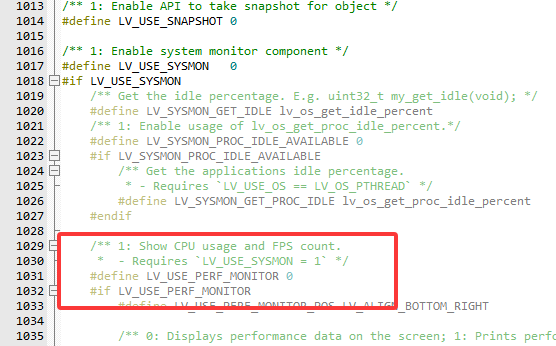 1013 /** 1: Enable API to take snapshot for object */
1014 #define LV_USE_SNAPSHOT 0
1015
1016 /** 1: Enable system monitor component */
1017 #define LV_USE_SYSMON   0
1018 #if LV_USE_SYSMON
1019     /** Get the idle percentage. E.g. uint32_t my_get_idle(void); */
1020     #define LV_SYSMON_GET_IDLE lv_os_get_idle_percent
1021     /** 1: Enable usage of lv_os_get_proc_idle_percent.*/
1022     #define LV_SYSMON_PROC_IDLE_AVAILABLE 0
1023     #if LV_SYSMON_PROC_IDLE_AVAILABLE
1024         /** Get the applications idle percentage.
1025          * - Requires `LV_USE_OS == LV_OS_PTHREAD` */
1026         #define LV_SYSMON_GET_PROC_IDLE lv_os_get_proc_idle_percent
1027     #endif
1028
1029     /** 1: Show CPU usage and FPS count.
1030      *  - Requires `LV_USE_SYSMON = 1` */
1031     #define LV_USE_PERF_MONITOR 0
1032     #if LV_USE_PERF_MONITOR
1033         #define LV_USE_PERF_MONITOR_POS LV_ALIGN_BOTTOM_RIGHT
1034
1035         /** 0: Displays performance data on the screen; 1: Prints perfo